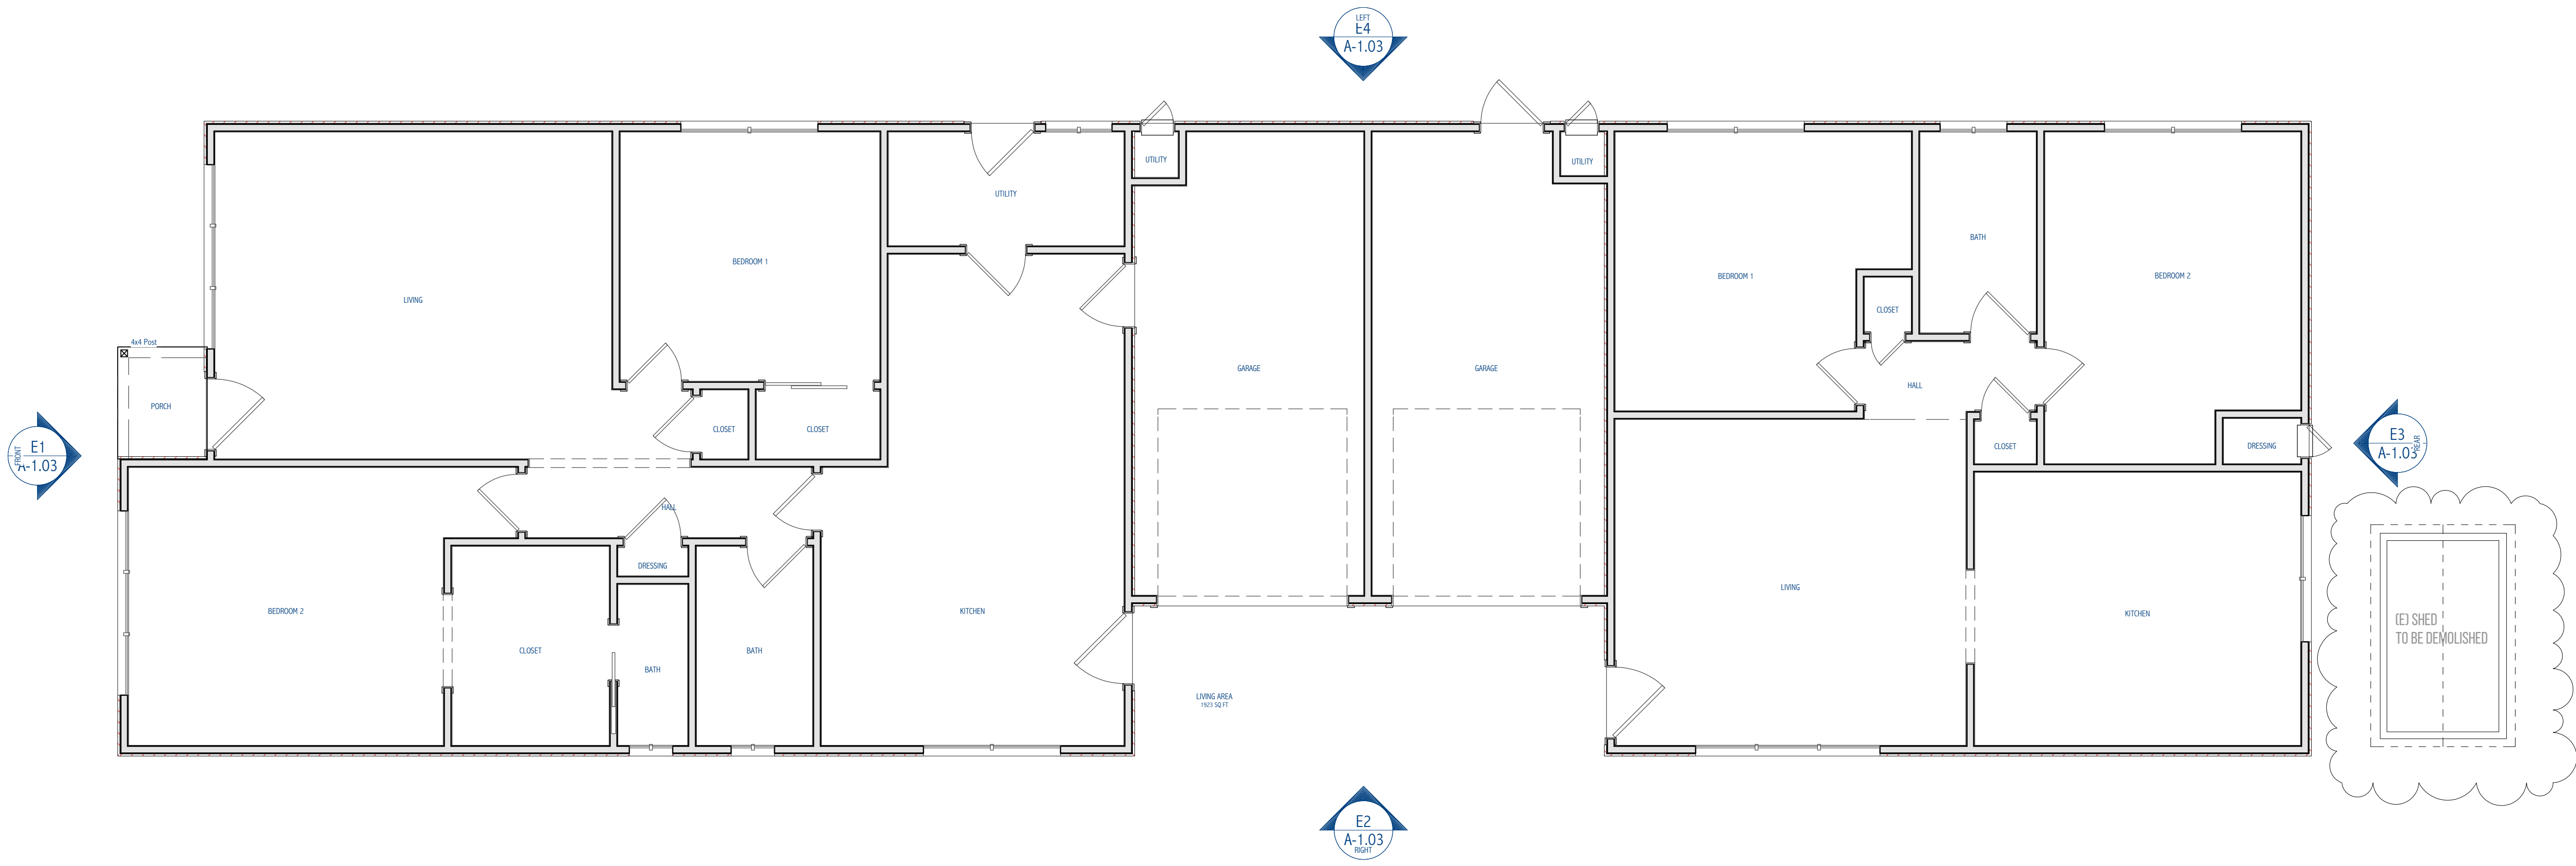 LEFT
E4
A-1.03
UTILITY
UTILITY
UTILITY
BATH
BEDROOM 1
BEDROOM 1
BEDROOM 2
LIVING
CLOSET
4x4 Post
GARAGE
GARAGE
HALL
PORCH
CLOSET
CLOSET
CLOSET
DRESSING
FRONT
E1
A-1.03
E3
A-1.03
REAR
HALL
DRESSING
BEDROOM 2
CLOSET
BATH
BATH
KITCHEN
LIVING
KITCHEN
(E) SHED
TO BE DEMOLISHED
LIVING AREA
1923 SQ FT
E2
A-1.03
RIGHT